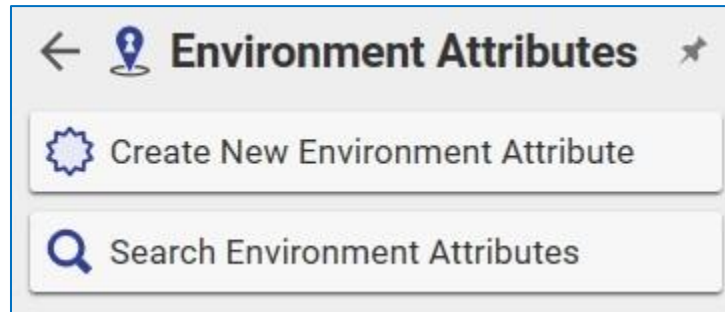 Environment Attributes
Create New Environment Attribute
Search Environment Attributes